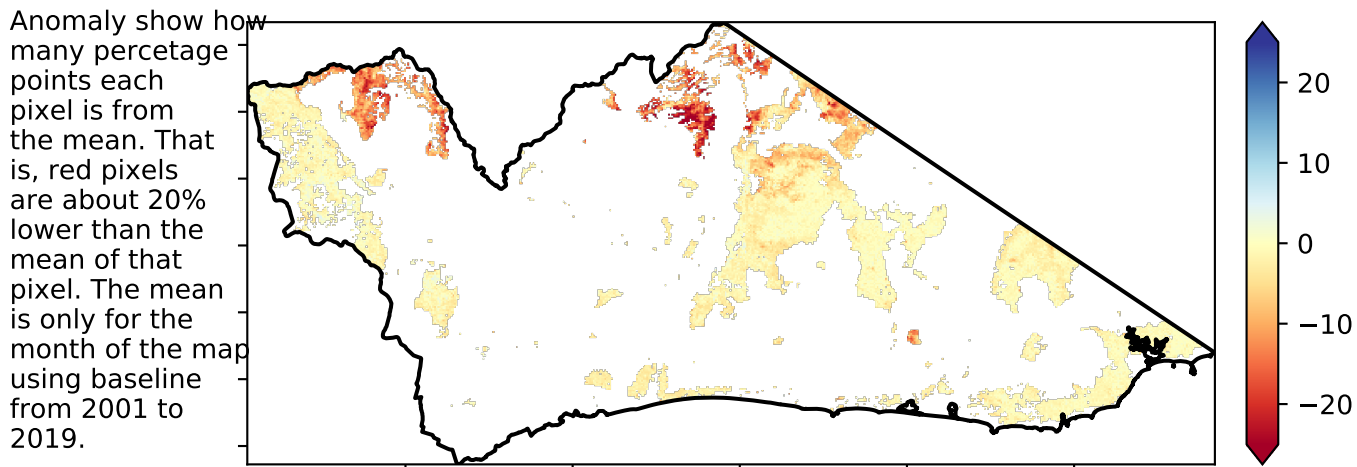 Anomaly show how
many percetage
points each
pixel is from
the mean. That
is, red pixels
are about 20%
lower than the
mean of that
pixel. The mean
is only for the
month of the map
using baseline
from 2001 to
2019.
20
10
0
−10
−20